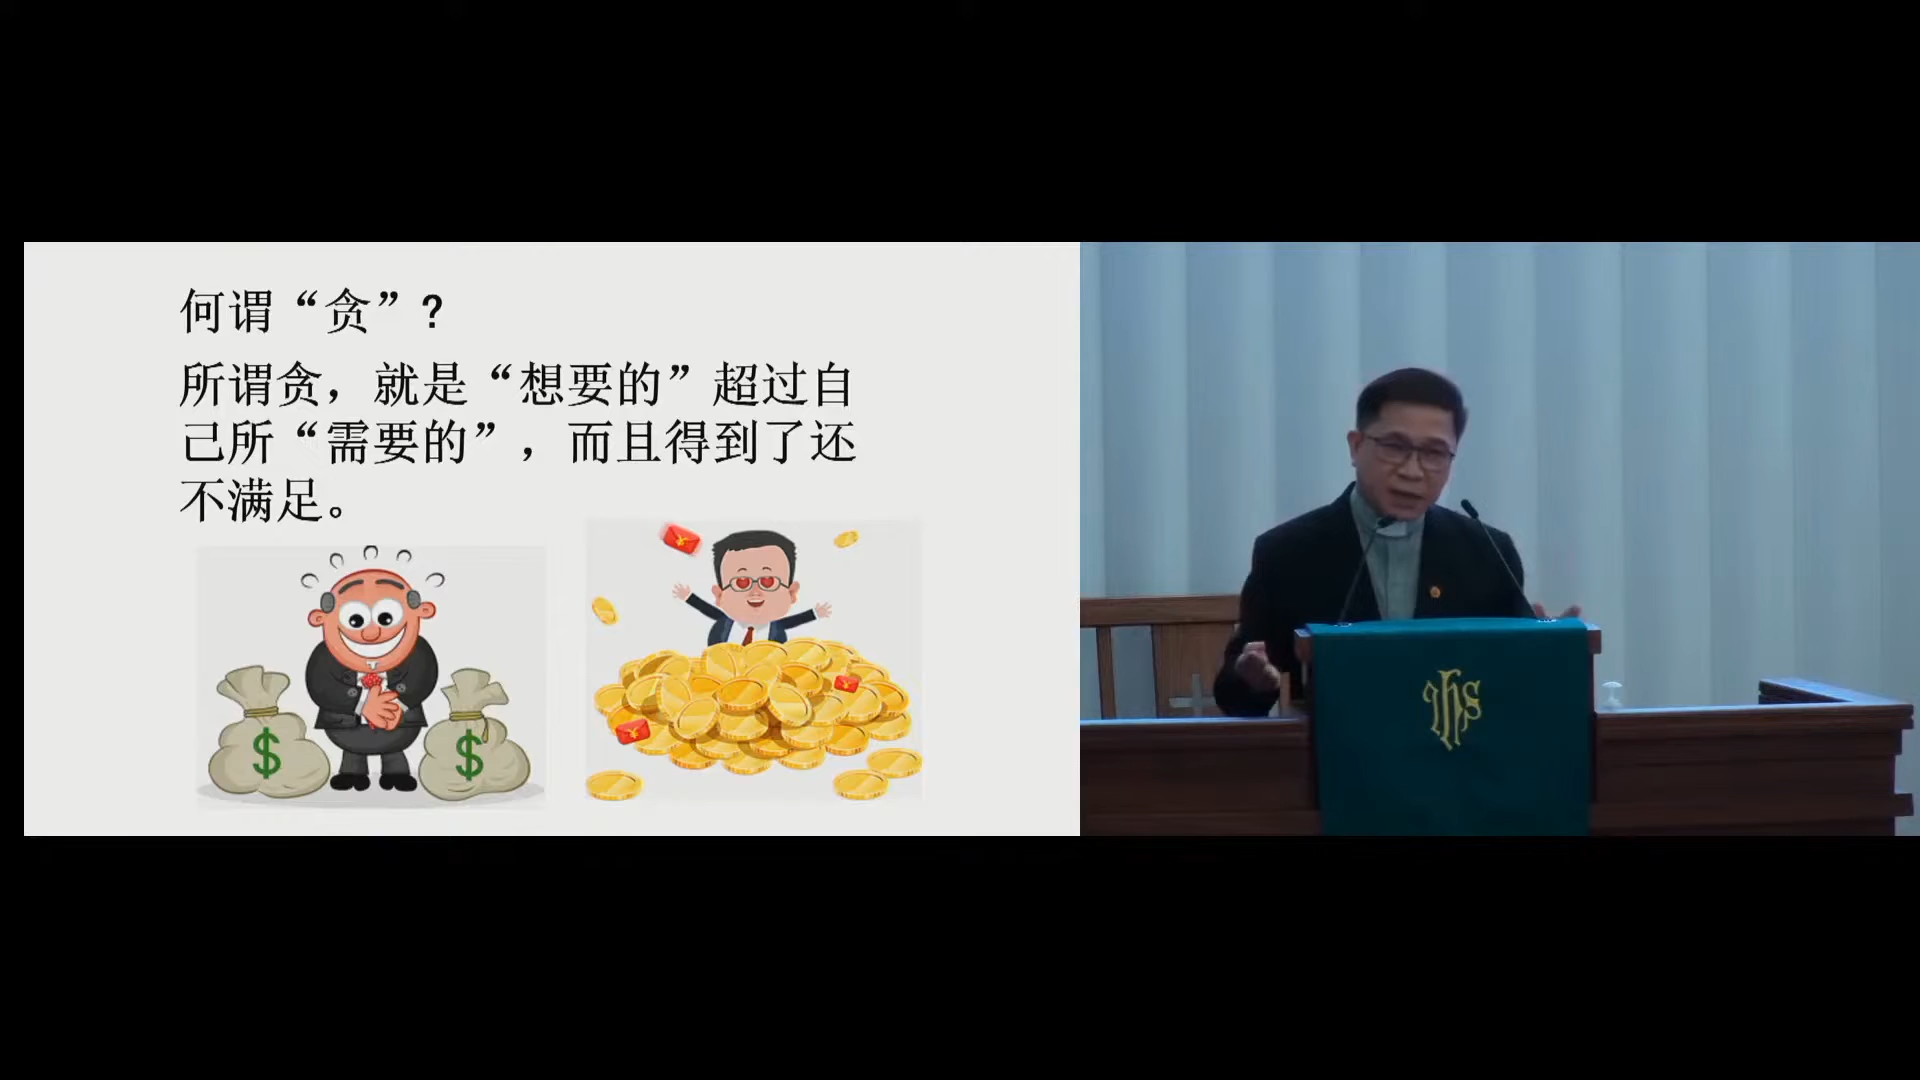 何谓“贪”?
所谓贪，就是“想要的”超过自
己所“需要的”，而且得到了还
不满足。
$
$
IHS